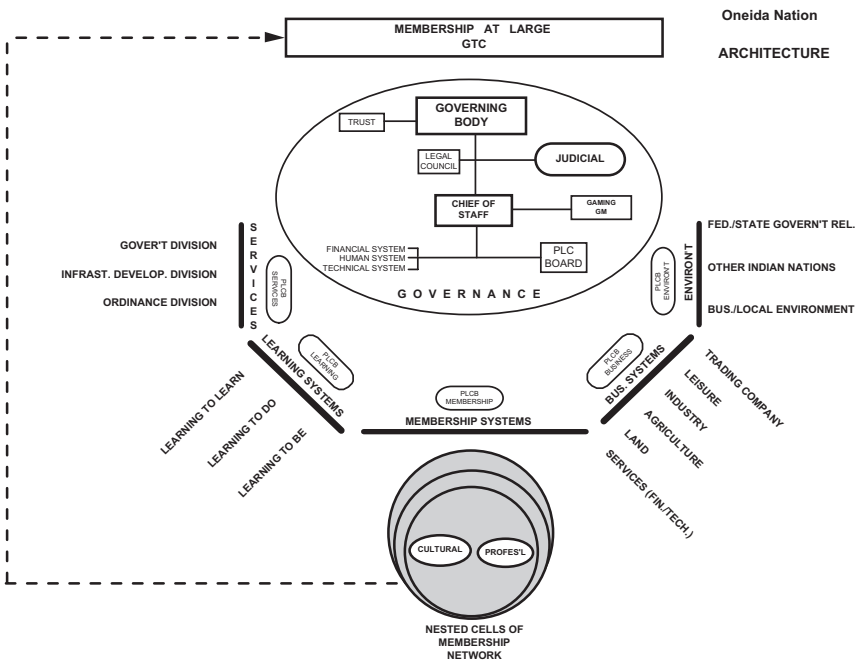 Oneida Nation
ARCHITECTURE
MEMBERSHIP AT LARGE
GTC
GOVERNING
BODY
TRUST
LEGAL
COUNCIL
JUDICIAL
CHIEF OF
STAFF
GAMING
GM
FINANCIAL SYSTEM
HUMAN SYSTEM
TECHNICAL SYSTEM
PLC
BOARD
GOVERNANCE
SERVICES
GOVER'T DIVISION
INFRAST. DEVELOP. DIVISION
ORDINANCE DIVISION
PLCB
SERVICES
ENVIRON'T
PLCB
ENVIRON'T
FED./STATE GOVERN'T REL.
OTHER INDIAN NATIONS
BUS./LOCAL ENVIRONMENT
LEARNING SYSTEMS
PLCB
LEARNING
LEARNING TO LEARN
LEARNING TO DO
LEARNING TO BE
PLCB
MEMBERSHIP
MEMBERSHIP SYSTEMS
PLCB
BUSINESS
BUS. SYSTEMS
TRADING COMPANY
LEISURE
INDUSTRY
AGRICULTURE
LAND
SERVICES (FIN./TECH.)
CULTURAL
PROFES'L
NESTED CELLS OF
MEMBERSHIP
NETWORK